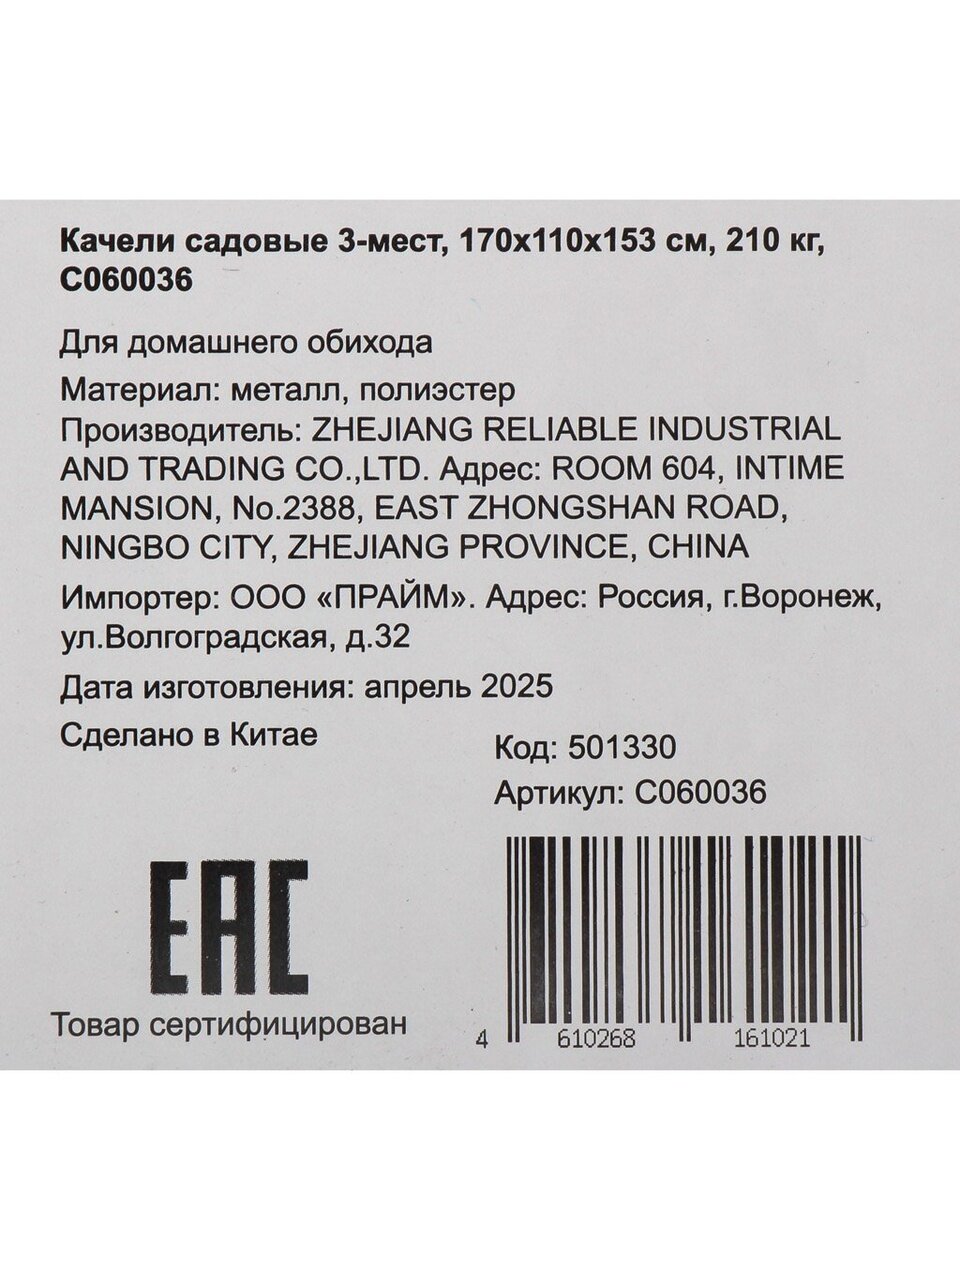 Качели садовые 3-мест, 170х110х153 см, 210 кг,
С060036
Для домашнего обихода
Материал: металл, полиэстер
Производитель: ZHEJIANG RELIABLE INDUSTRIAL
AND TRADING CO.,LTD. Адрес: ROOM 604, INTIME
MANSION, No.2388, EAST ZHONGSHAN ROAD,
NINGBO CITY, ZHEJIANG PROVINCE, CHINA
Импортер: ООО «ПРАЙМ». Адрес: Россия, г.Воронеж,
ул.Волгоградская, д.32
Дата изготовления: апрель 2025
Сделано в Китае
Код: 501330
Артикул: С060036
EAC
Товар сертифицирован
4 610268 161021